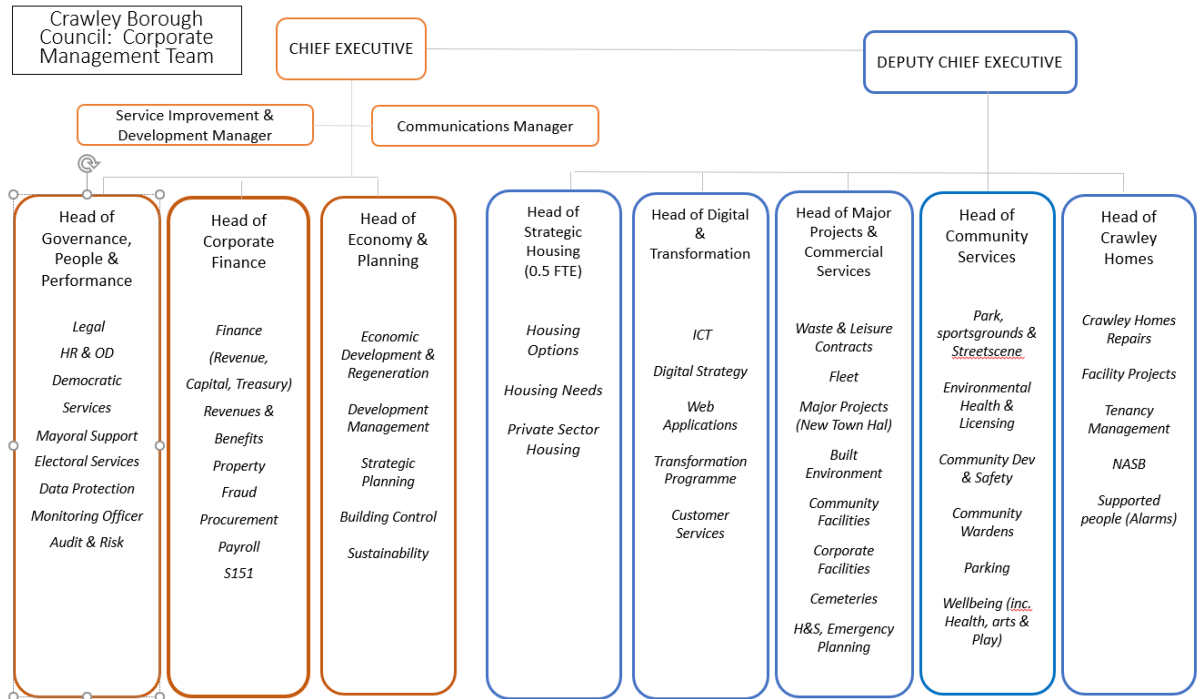 Crawley Borough
Council:  Corporate
Management Team
CHIEF EXECUTIVE
DEPUTY CHIEF EXECUTIVE
Service Improvement &
Development Manager
Communications Manager
Head of
Governance,
People &
Performance
Legal
HR & OD
Democratic
Services
Mayoral Support
Electoral Services
Data Protection
Monitoring Officer
Audit & Risk
Head of
Corporate
Finance
Finance
(Revenue,
Capital, Treasury)
Revenues &
Benefits
Property
Fraud
Procurement
Payroll
S151
Head of
Economy &
Planning
Economic
Development &
Regeneration
Development
Management
Strategic
Planning
Building Control
Sustainability
Head of
Strategic
Housing
(0.5 FTE)
Housing
Options
Housing Needs
Private Sector
Housing
Head of Digital
&
Transformation
ICT
Digital Strategy
Web
Applications
Transformation
Programme
Customer
Services
Head of Major
Projects &
Commercial
Services
Waste & Leisure
Contracts
Fleet
Major Projects
(New Town Hal)
Built
Environment
Community
Facilities
Corporate
Facilities
Cemeteries
H&S, Emergency
Planning
Head of
Community
Services
Park,
sportsgrounds &
Streetscene
Environmental
Health &
Licensing
Community Dev
& Safety
Community
Wardens
Parking
Wellbeing (inc.
Health, arts &
Play)
Head of
Crawley
Homes
Crawley Homes
Repairs
Facility Projects
Tenancy
Management
NASB
Supported
people (Alarms)